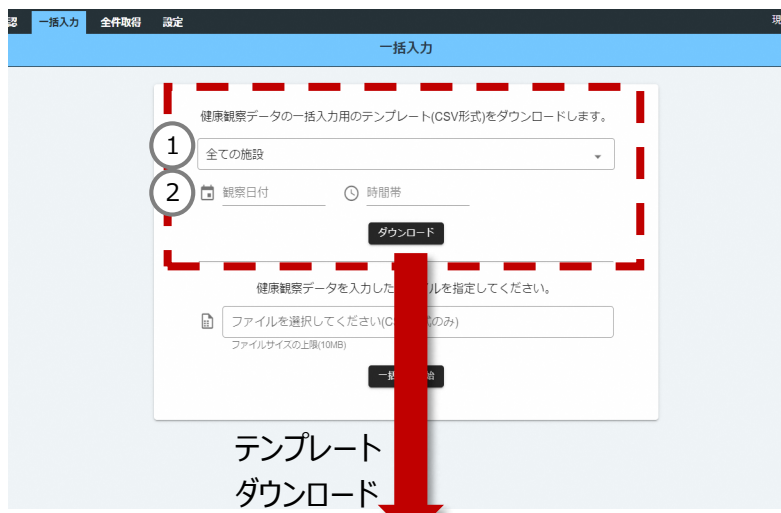 認 一括入力 全件取得 設定 現
一括入力
健康観察データの一括入力用のテンプレート(CSV形式)をダウンロードします。
1 全ての施設
2 観察日付 時間帯
ダウンロード
健康観察データを入力した ルを指定してください。
ファイルを選択してください(C 式のみ)
ファイルサイズの上限(10MB)
一括
テンプレート
ダウンロード